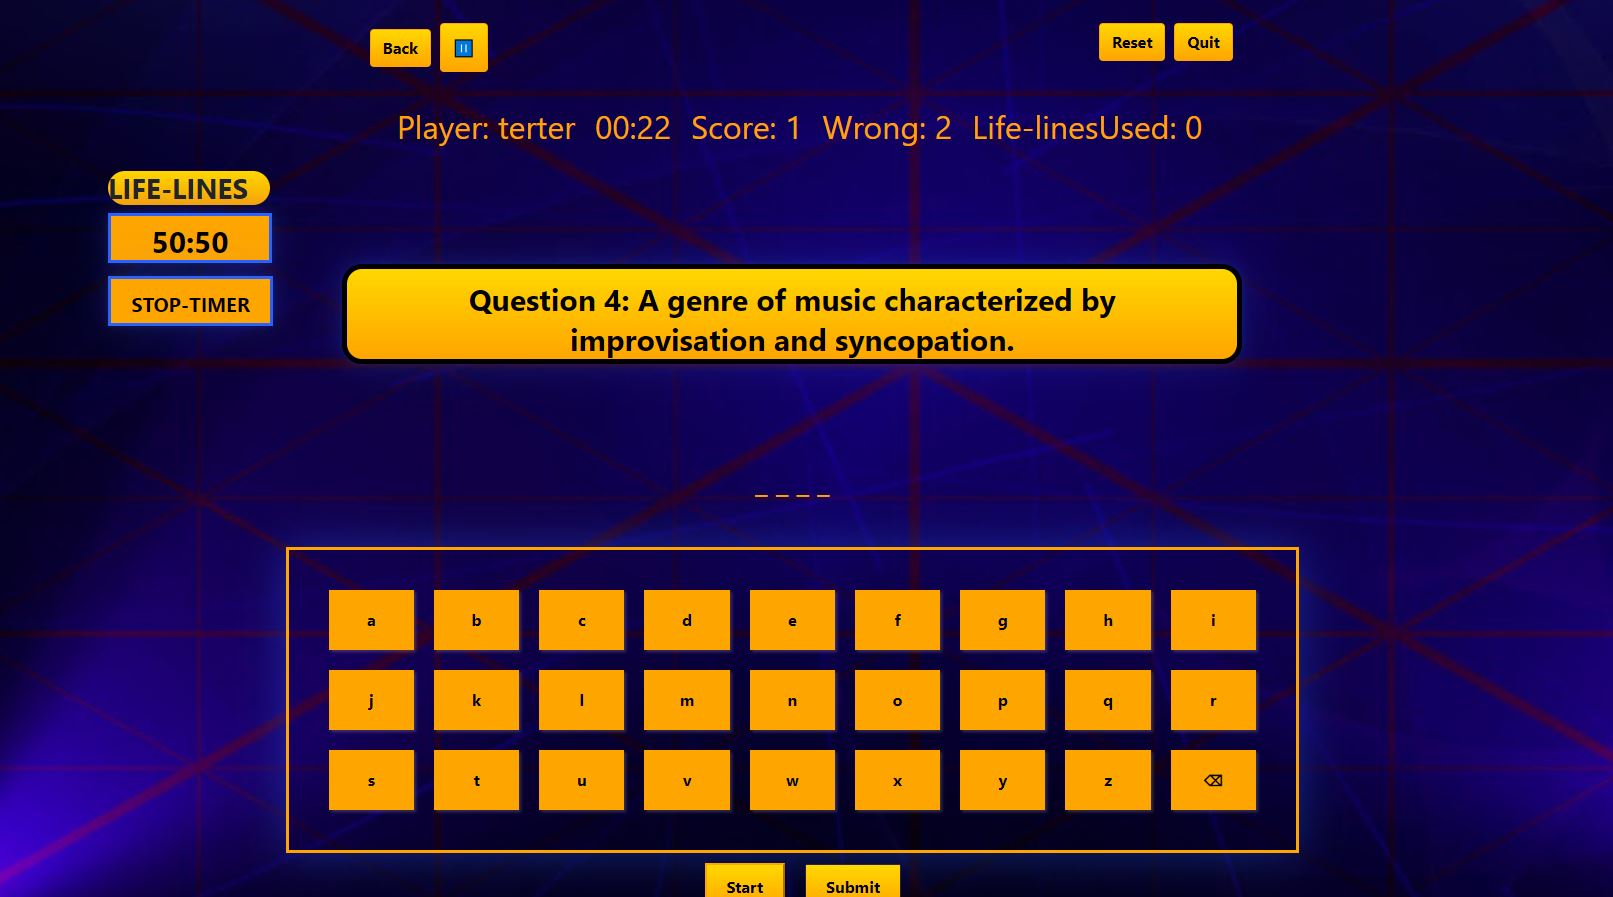 Back
Reset Quit
Player: terter 00:22 Score: 1 Wrong: 2 Life-linesUsed: 0
LIFE-LINES
50:50
STOP-TIMER
Question 4: A genre of music characterized by
improvisation and syncopation.
_ _ _ _
a b c d e f g h i
j k l m n o p q r
s t u v w x y z ⌫
Start Submit